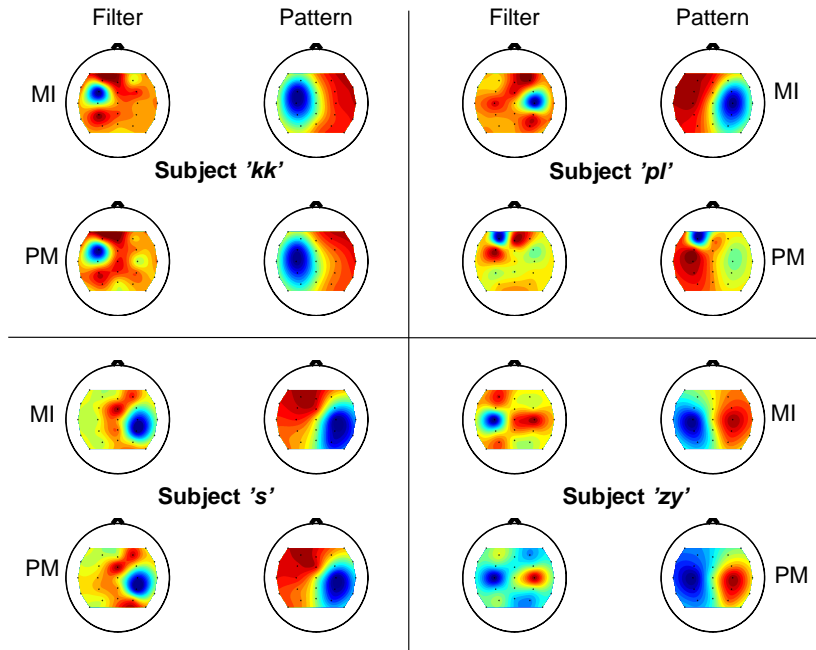 Filter Pattern Filter Pattern
MI MI
Subject 'kk' Subject 'pl'
PM PM
MI MI
Subject 's' Subject 'zy'
PM PM